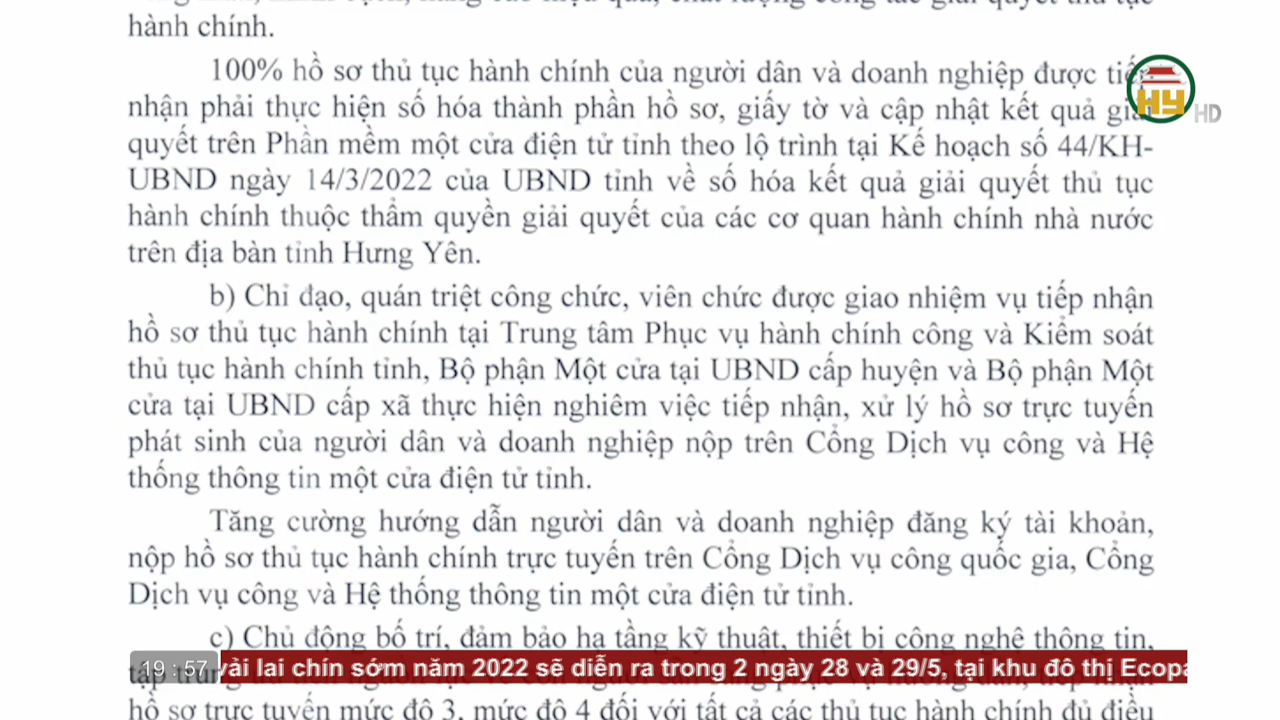 hành chính.
100% hồ sơ thủ tục hành chính của người dân và doanh nghiệp được tiếp
nhận phải thực hiện số hóa thành phần hồ sơ, giấy tờ và cập nhật kết quả giải
quyết trên Phần mềm một cửa điện tử tỉnh theo lộ trình tại Kế hoạch số 44/KH-
UBND ngày 14/3/2022 của UBND tỉnh về số hóa kết quả giải quyết thủ tục
hành chính thuộc thẩm quyền giải quyết của các cơ quan hành chính nhà nước
trên địa bàn tỉnh Hưng Yên.
HY HD
b) Chỉ đạo, quán triệt công chức, viên chức được giao nhiệm vụ tiếp nhận
hồ sơ thủ tục hành chính tại Trung tâm Phục vụ hành chính công và Kiểm soát
thủ tục hành chính tỉnh, Bộ phận Một cửa tại UBND cấp huyện và Bộ phận Một
cửa tại UBND cấp xã thực hiện nghiêm việc tiếp nhận, xử lý hồ sơ trực tuyến
phát sinh của người dân và doanh nghiệp nộp trên Cổng Dịch vụ công và Hệ
thống thông tin một cửa điện tử tỉnh.
Tăng cường hướng dẫn người dân và doanh nghiệp đăng ký tài khoản,
nộp hồ sơ thủ tục hành chính trực tuyến trên Cổng Dịch vụ công quốc gia, Cổng
Dịch vụ công và Hệ thống thông tin một cửa điện tử tỉnh.
c) Chủ động bố trí, đảm bảo hạ tầng kỹ thuật, thiết bị công nghệ thông tin,
19 : 57 vải lai chín sớm năm 2022 sẽ diễn ra trong 2 ngày 28 và 29/5, tại khu đô thị Ecopa
hồ sơ trực tuyến mức độ 3, mức độ 4 đối với tất cả các thủ tục hành chính đủ điều